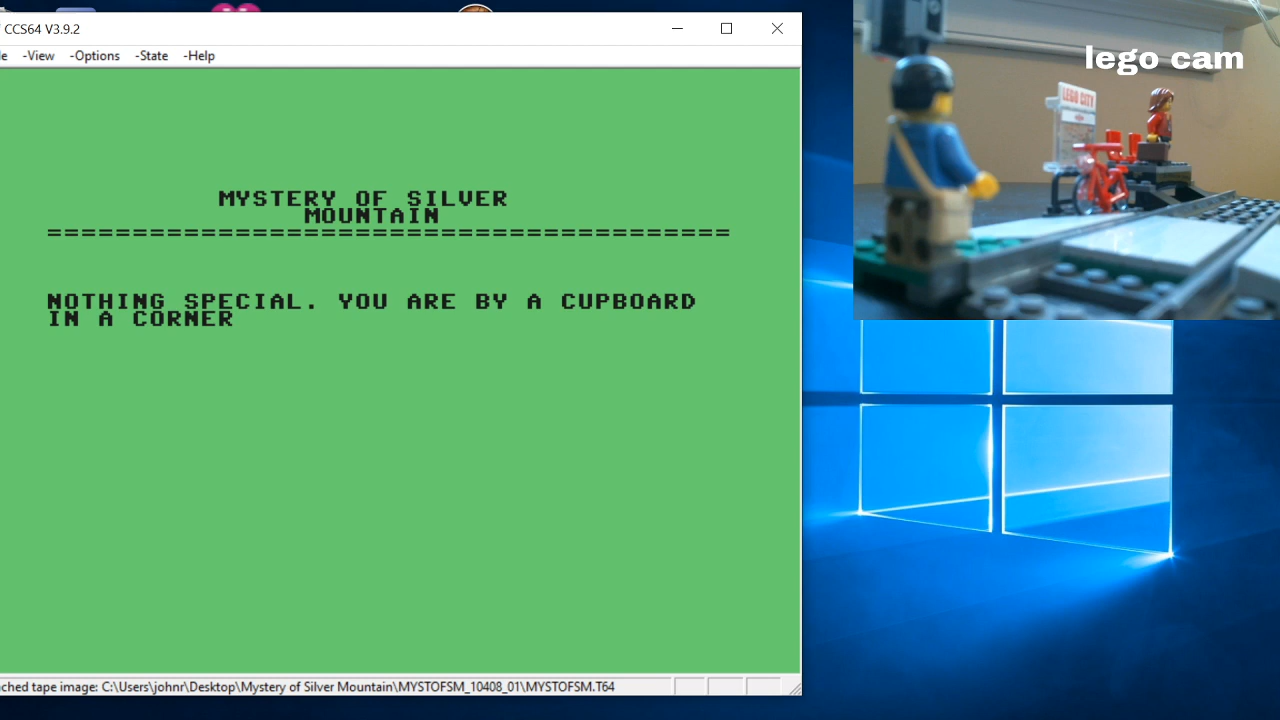 CCS64 V3.9.2
-View -Options -State -Help
MYSTERY OF SILVER
MOUNTAIN
========================================
NOTHING SPECIAL. YOU ARE BY A CUPBOARD
IN A CORNER
ched tape image: C:\Users\johnr\Desktop\Mystery of Silver Mountain\MYSTOFSM_10408_01\MYSTOFSM.T64
lego cam
LEGO CITY